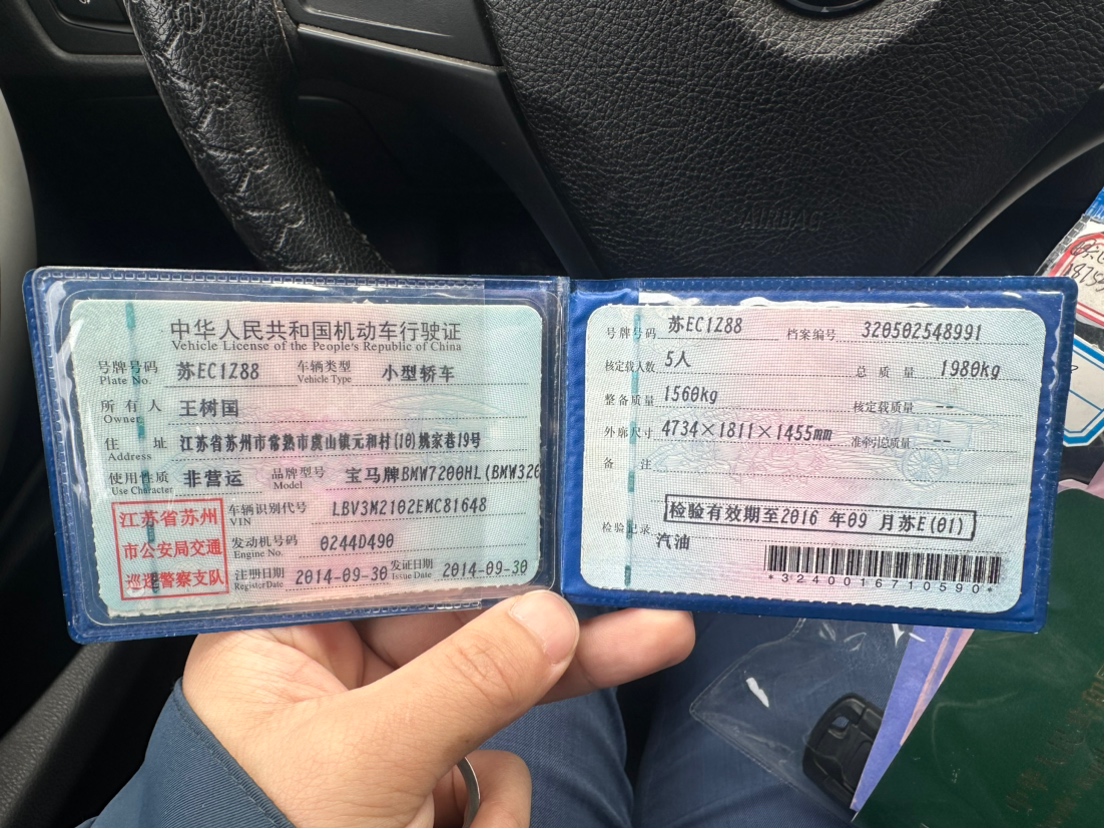 中华人民共和国机动车行驶证
Vehicle License of the People's Republic of China
号牌号码 苏EC1Z88 车辆类型 小型轿车
Plate No. Vehicle Type
所有人 王树国
Owner
住址 江苏省苏州市常熟市虞山镇元和村(10)姚家巷19号
Address
使用性质 非营运 品牌型号 宝马牌BMW7200HL(BMW320
Use Character Model
江苏省苏州
市公安局交通
巡逻警察支队
车辆识别代号 LBV3M2102EMC81648
VIN
发动机号码 0244D490
Engine No.
注册日期 2014-09-30 发证日期 2014-09-30
Register Date Issue Date
号牌号码 苏EC1Z88 档案编号 320502548991
核定载人数 5人 总质量 1980kg
整备质量 1560kg 核定载质量 --
外廓尺寸 4734×1811×1455mm 准牵引总质量 --
备注
检验记录 检验有效期至2016 年09 月苏E(01)
汽油
*3240016710590*
AIRBAG